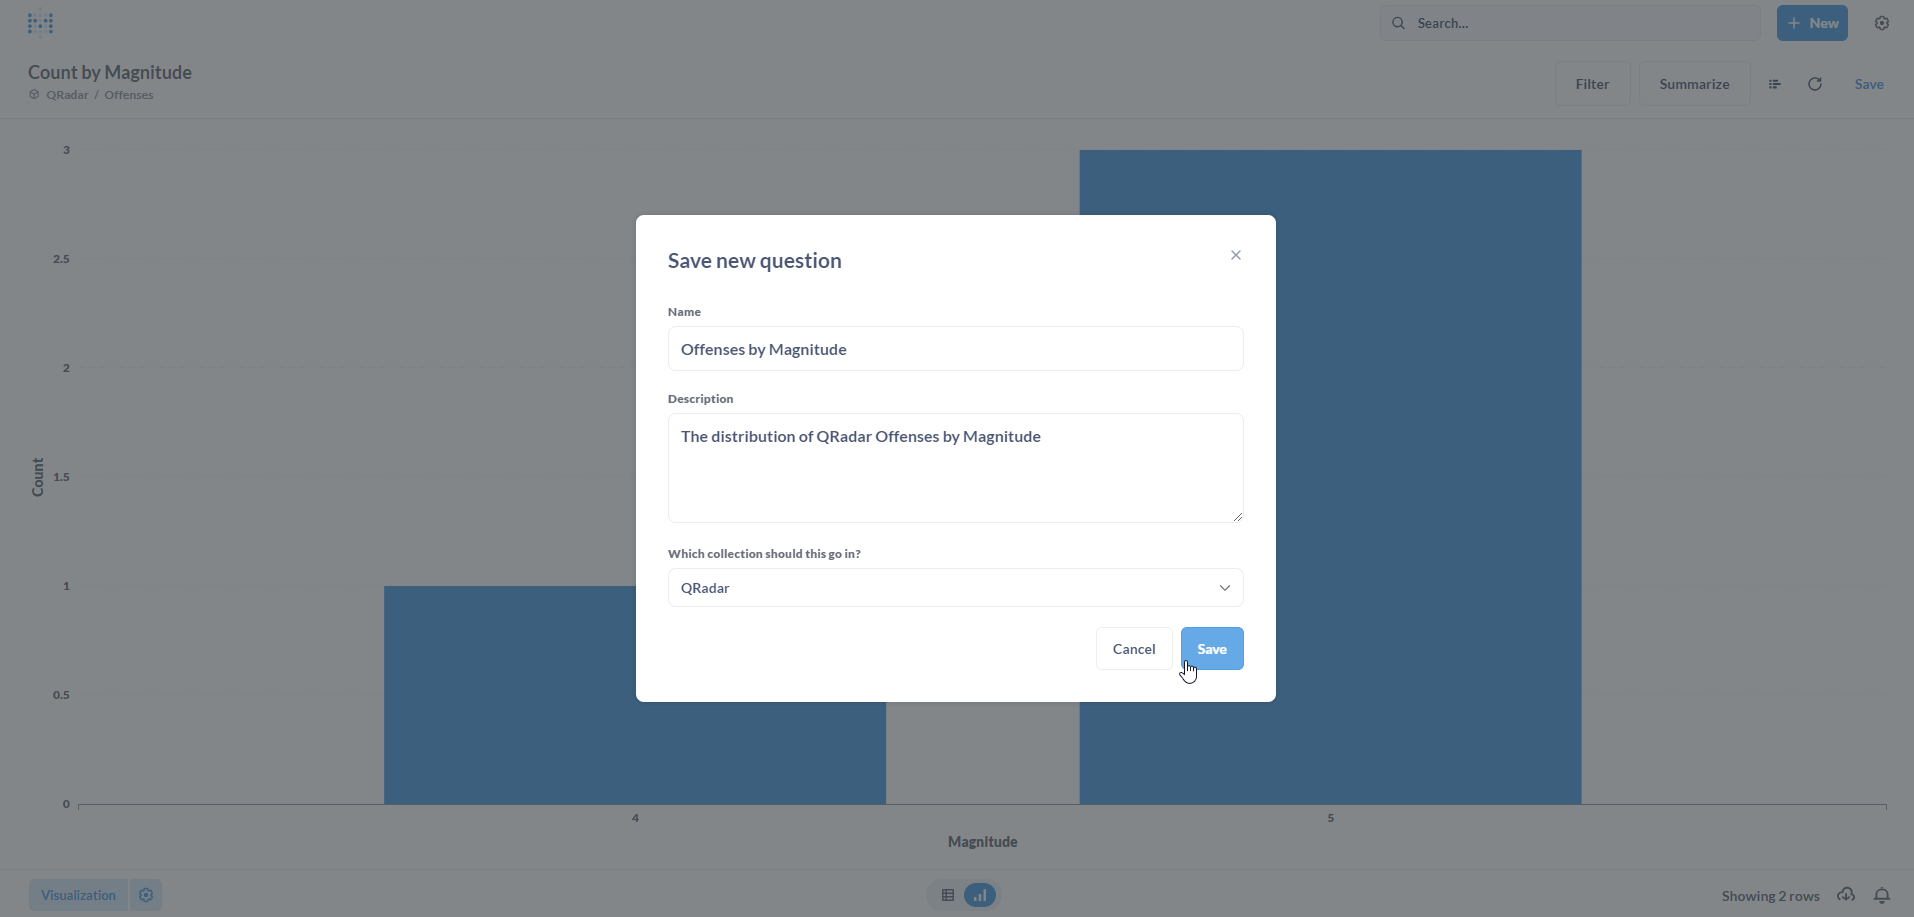 Search...
New
Count by Magnitude
QRadar / Offenses
Filter
Summarize
Save
3
2.5
2
1.5
1
0.5
0
Count
4
5
Magnitude
Save new question
Name
Offenses by Magnitude
Description
The distribution of QRadar Offenses by Magnitude
Which collection should this go in?
QRadar
Cancel
Save
Visualization
Showing 2 rows